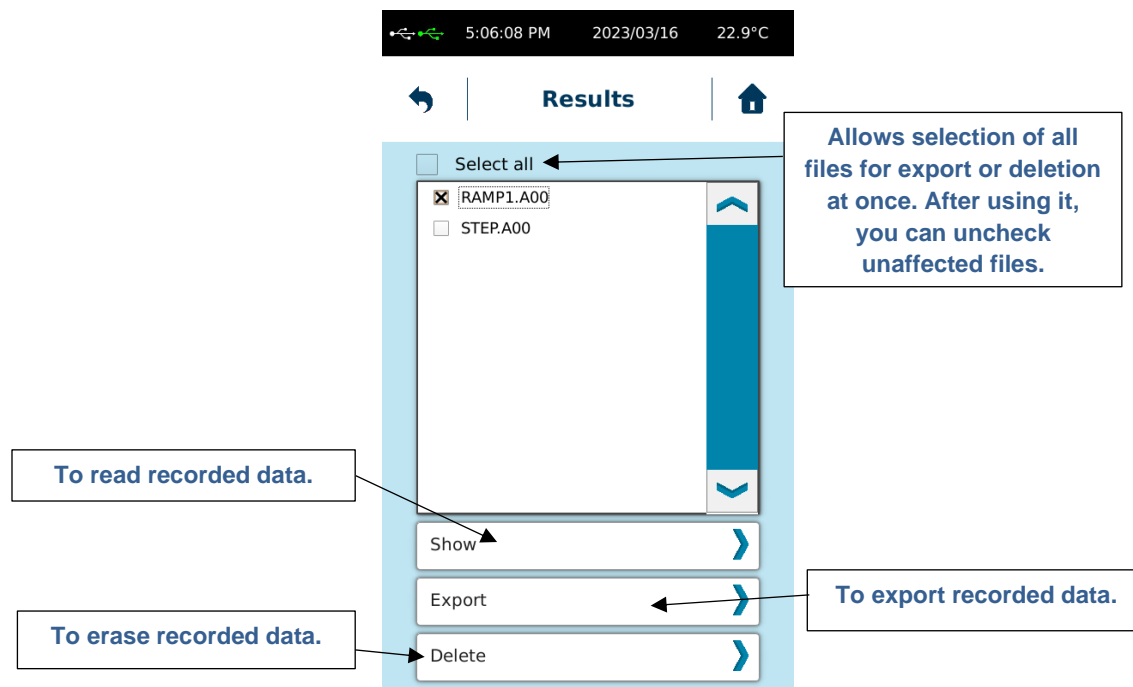 5:06:08 PM 2023/03/16 22.9°C
Results
Allows selection of all
files for export or deletion
at once. After using it,
you can uncheck
unaffected files.
Select all
RAMP1.A00
STEP.A00
To read recorded data.
Show
Export
To export recorded data.
To erase recorded data.
Delete